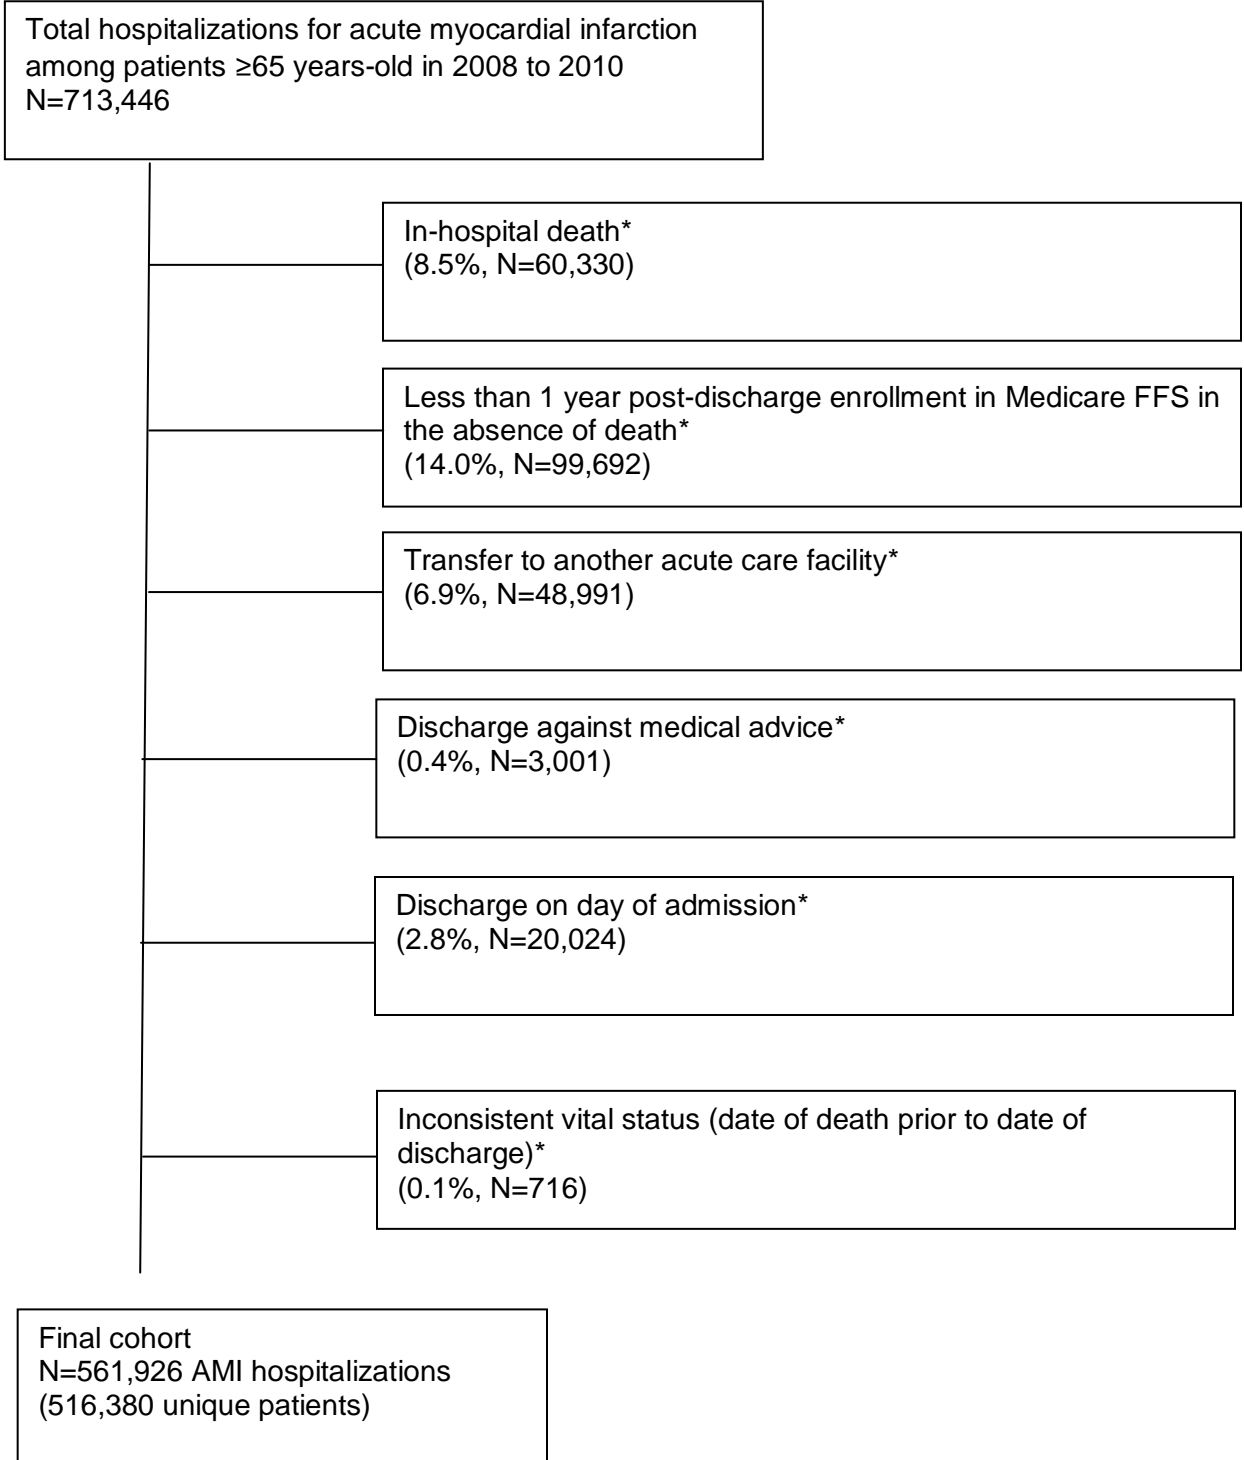 Total hospitalizations for acute myocardial infarction
among patients ≥65 years-old in 2008 to 2010
N=713,446
In-hospital death*
(8.5%, N=60,330)
Less than 1 year post-discharge enrollment in Medicare FFS in
the absence of death*
(14.0%, N=99,692)
Transfer to another acute care facility*
(6.9%, N=48,991)
Discharge against medical advice*
(0.4%, N=3,001)
Discharge on day of admission*
(2.8%, N=20,024)
Inconsistent vital status (date of death prior to date of
discharge)*
(0.1%, N=716)
Final cohort
N=561,926 AMI hospitalizations
(516,380 unique patients)